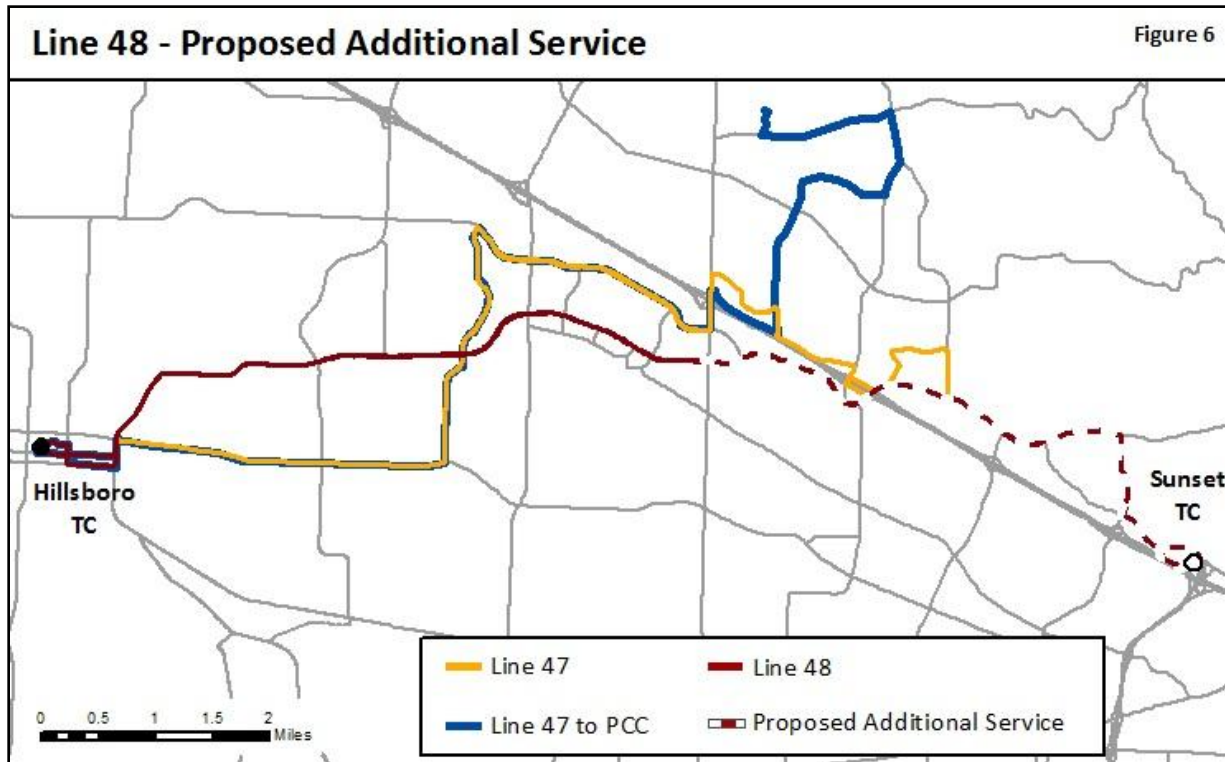 Line 48 - Proposed Additional Service
Figure 6
Hillsboro
TC
Sunset
TC
Line 47
Line 48
Line 47 to PCC
Proposed Additional Service
0 0.5 1 1.5 2
Miles